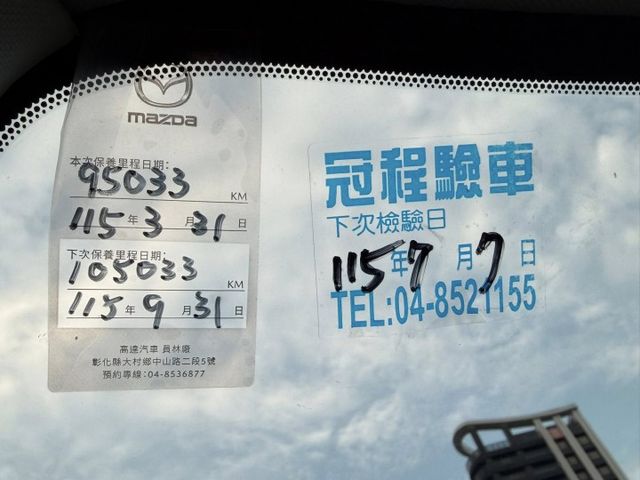 mazda
本次保養里程日期:
95033 KM
115 年 3 月 31 日
下次保養里程日期:
105033 KM
115 年 9 月 31 日
高達汽車 員林廠
彰化縣大村鄉中山路二段5號
預約專線:04-8536877
冠程驗車
下次檢驗日
115 年 7 月 7 日
TEL:04-8521155